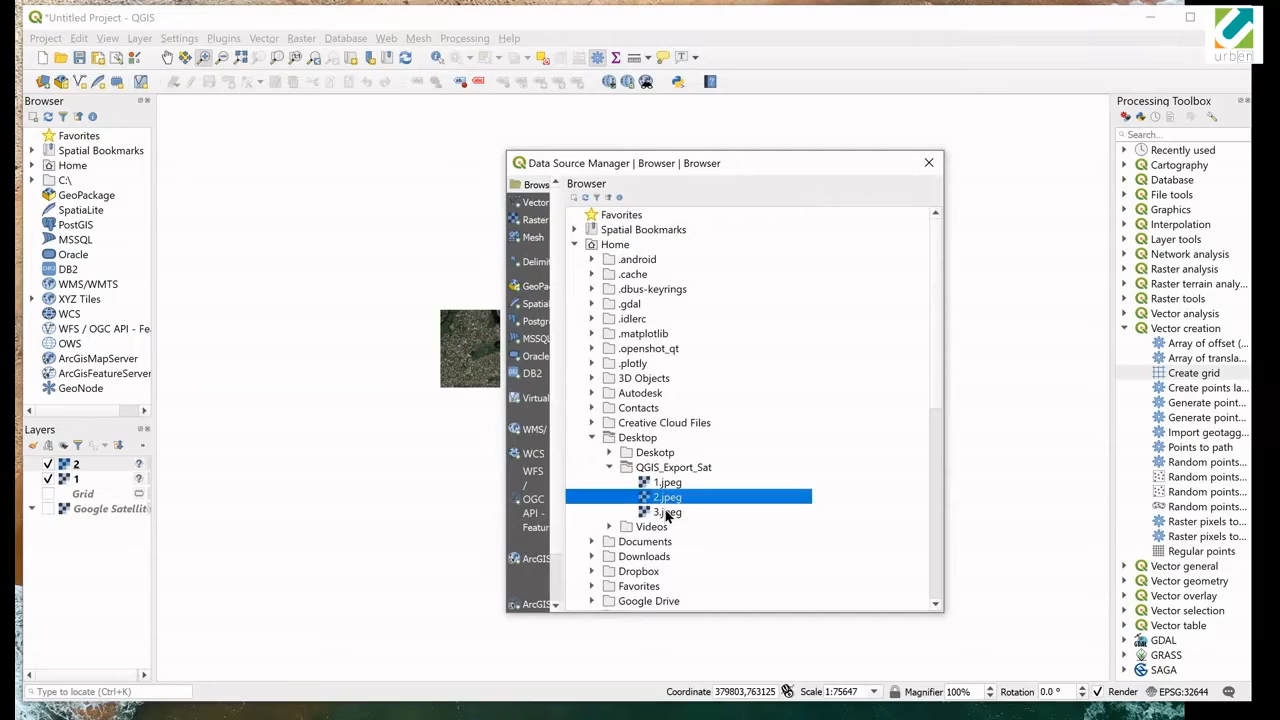 *Untitled Project - QGIS
urben
Project Edit View Layer Settings Plugins Vector Raster Database Web Mesh Processing Help
Browser
Favorites
Spatial Bookmarks
Home
C:\
GeoPackage
SpatiaLite
PostGIS
MSSQL
Oracle
DB2
WMS/WMTS
XYZ Tiles
WCS
WFS / OGC API - Fe
OWS
ArcGisMapServer
ArcGisFeatureServer
GeoNode
Layers
2
1
Grid
Google Satellit
Data Source Manager | Browser | Browser
Brows
Vector
Raster
Mesh
Delimi
GeoPac
Spatia
Postgr
MSSQL
Oracle
DB2
Virtual
WMS/
WCS
WFS
/
OGC
API -
Featur
ArcGIS
ArcGIS
Browser
Favorites
Spatial Bookmarks
Home
.android
.cache
.dbus-keyrings
.gdal
.idlerc
.matplotlib
.openshot_qt
.plotly
3D Objects
Autodesk
Contacts
Creative Cloud Files
Desktop
Deskotp
QGIS_Export_Sat
1.jpeg
2.jpeg
3.jpeg
Videos
Documents
Downloads
Dropbox
Favorites
Google Drive
Processing Toolbox
Search...
Recently used
Cartography
Database
File tools
Graphics
Interpolation
Layer tools
Network analysis
Raster analysis
Raster terrain analy...
Raster tools
Vector analysis
Vector creation
Array of offset (...
Array of transla...
Create grid
Create points la...
Generate point...
Generate point...
Import geotagg...
Points to path
Random points...
Random points...
Random points...
Random points...
Raster pixels to...
Raster pixels to...
Regular points
Vector general
Vector geometry
Vector overlay
Vector selection
Vector table
GDAL
GRASS
SAGA
Type to locate (Ctrl+K)
Coordinate 379803,763125 Scale 1:75647 Magnifier 100% Rotation 0.0 ° Render EPSG:32644